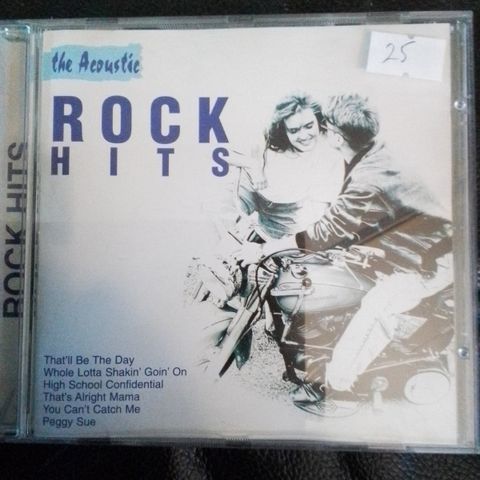 the Acoustic
25
ROCK
HITS
ROCK HITS
That'll Be The Day
Whole Lotta Shakin' Goin' On
High School Confidential
That's Alright Mama
You Can't Catch Me
Peggy Sue